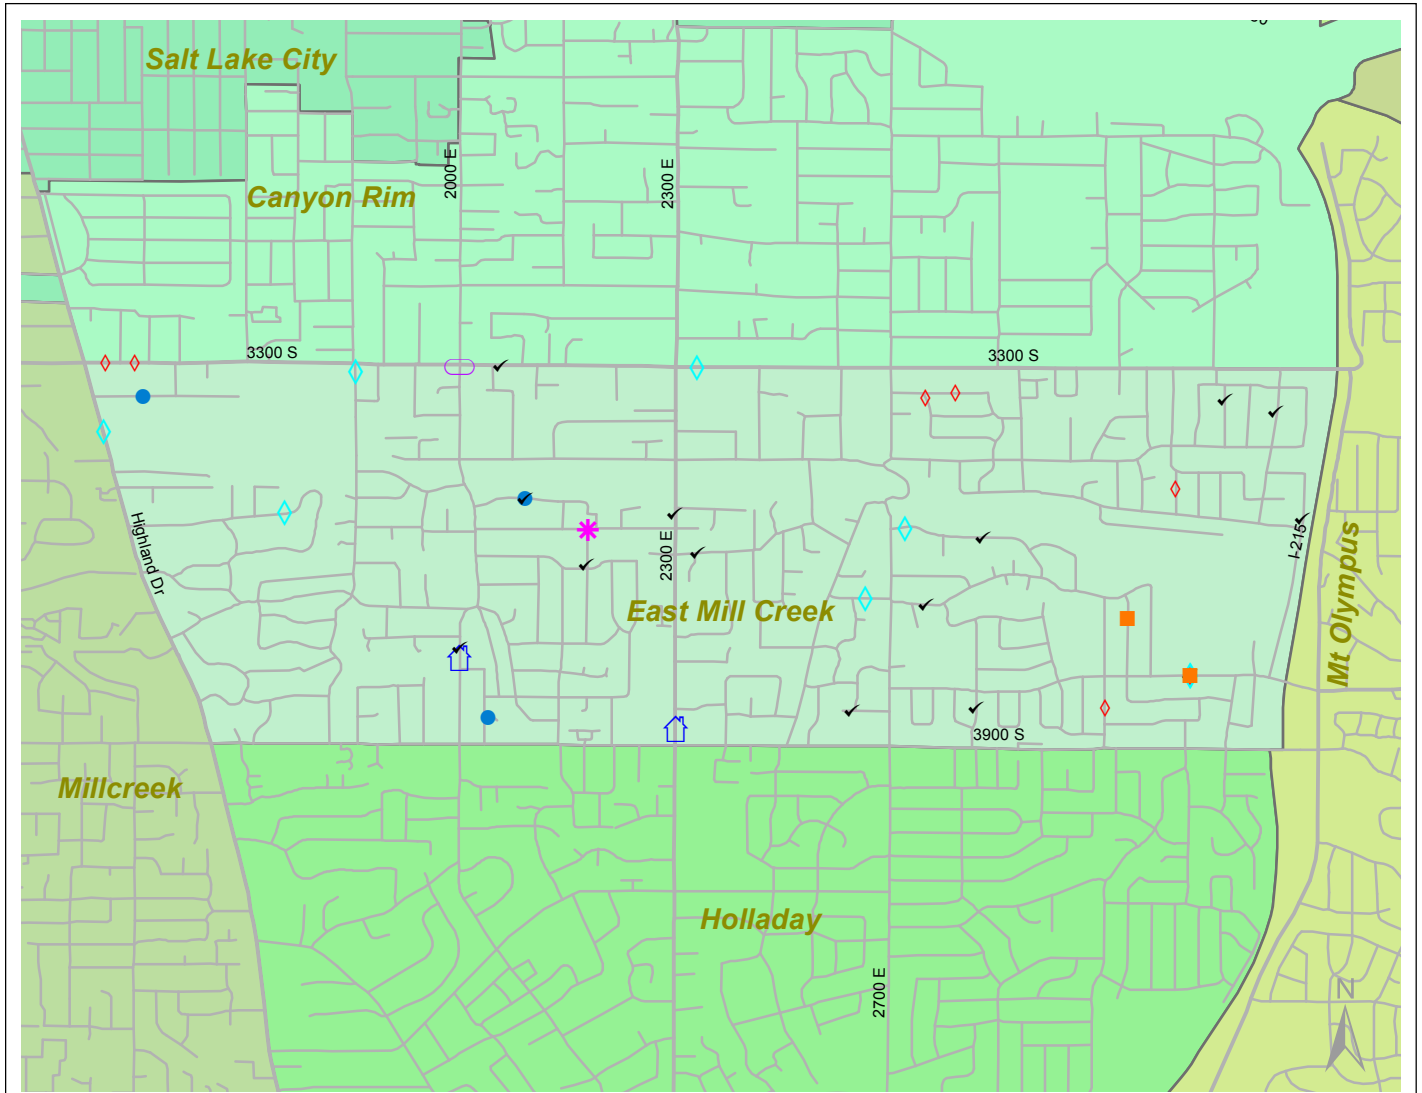 Salt Lake City
2000 E
2300 E
Canyon Rim
3300 S
3300 S
Highland Dr
2300 E
I-215
East Mill Creek
Mt Olympus
3900 S
Millcreek
Holladay
2700 E
N